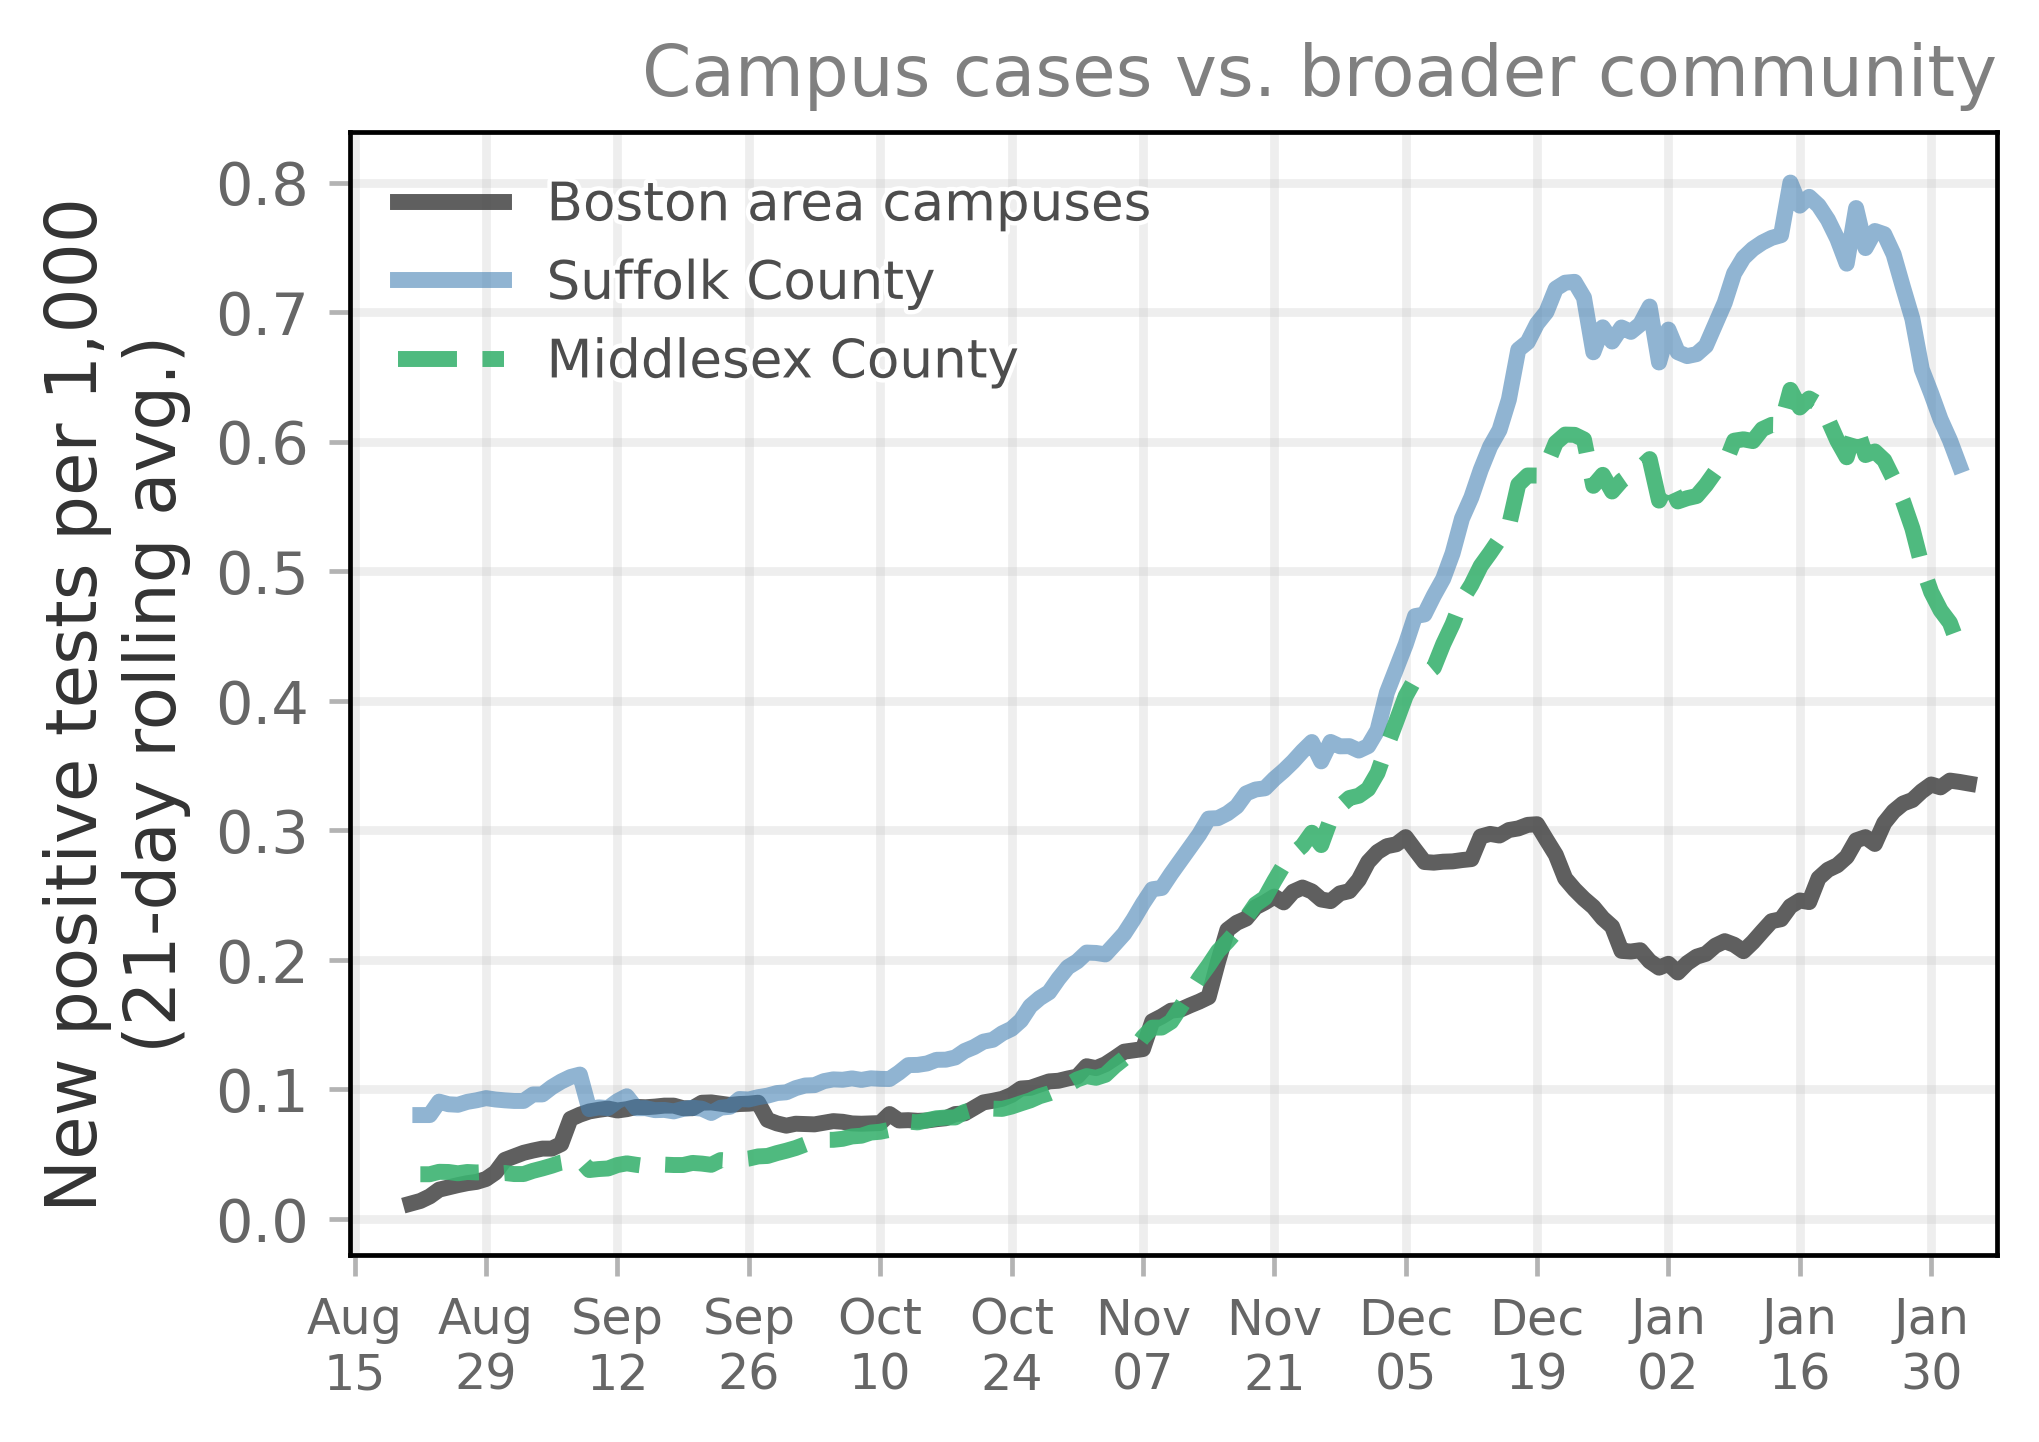 Campus cases vs. broader community
New positive tests per 1,000
(21-day rolling avg.)
0.8
0.7
0.6
0.5
0.4
0.3
0.2
0.1
0.0
Boston area campuses
Suffolk County
Middlesex County
Aug 15
Aug 29
Sep 12
Sep 26
Oct 10
Oct 24
Nov 07
Nov 21
Dec 05
Dec 19
Jan 02
Jan 16
Jan 30